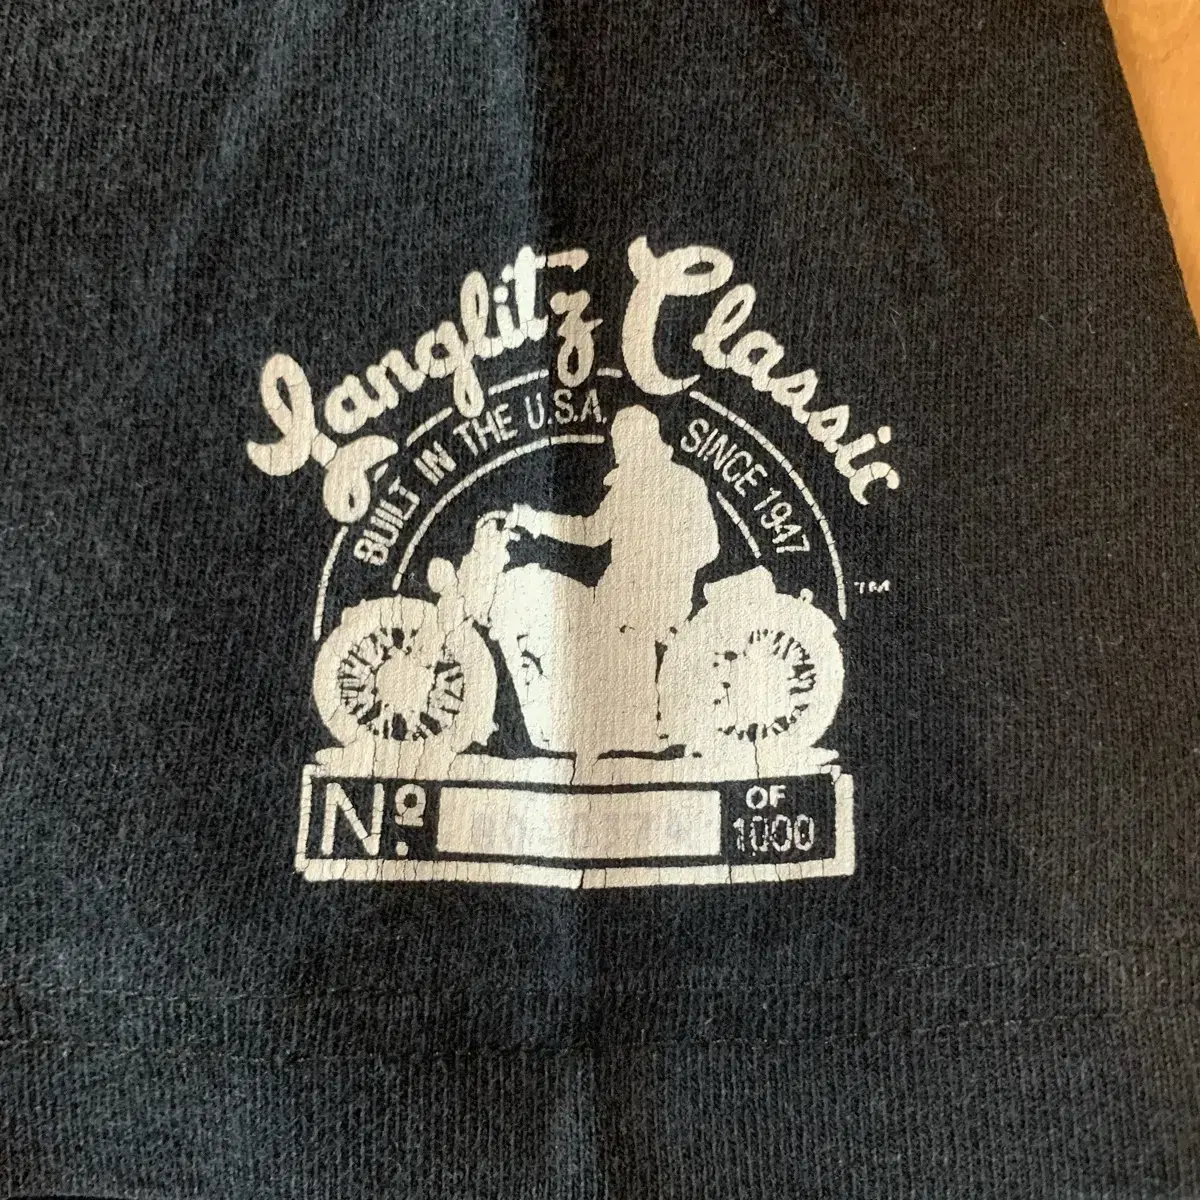 Langlitz Classic
BUILT IN THE U.S.A.
SINCE 1947
TM
Nº.
OF
1000